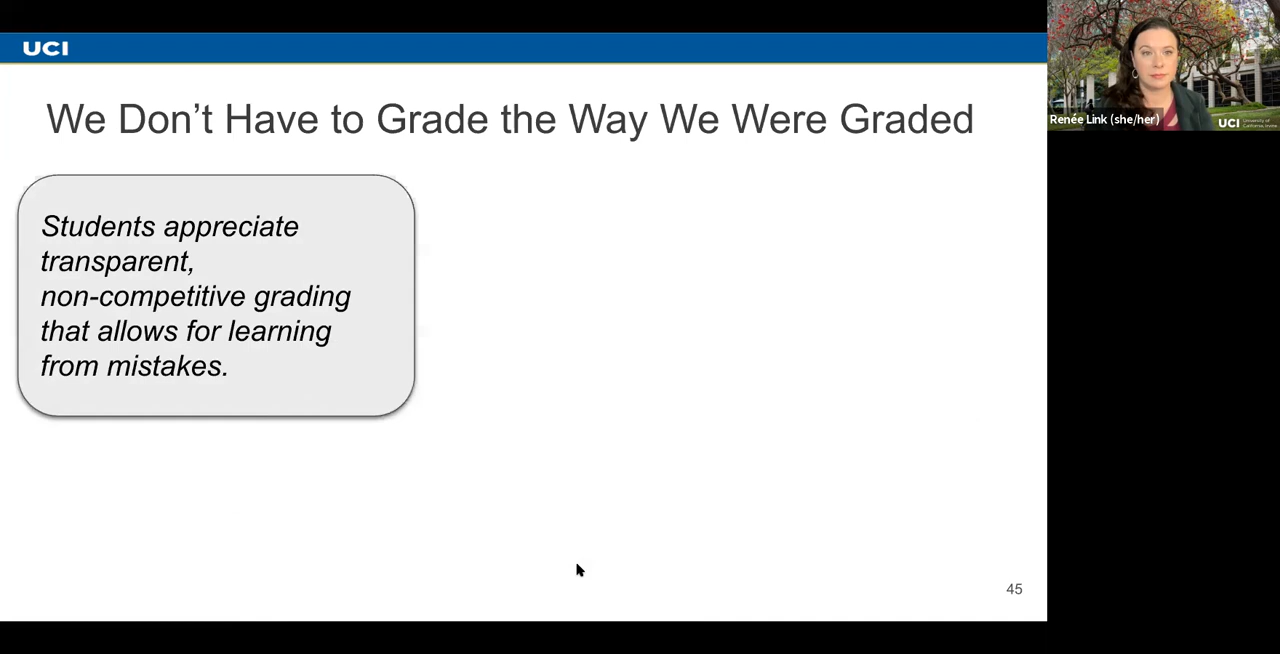 UCI
We Don’t Have to Grade the Way We Were Graded
Students appreciate
transparent,
non-competitive grading
that allows for learning
from mistakes.
45
Renée Link (she/her)
UCI